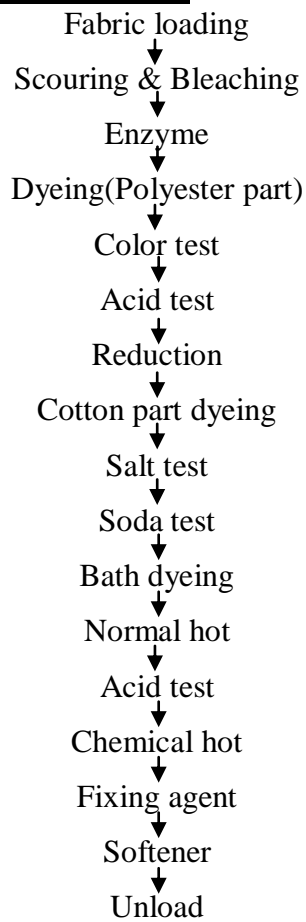 Fabric loading
Scouring & Bleaching
Enzyme
Dyeing(Polyester part)
Color test
Acid test
Reduction
Cotton part dyeing
Salt test
Soda test
Bath dyeing
Normal hot
Acid test
Chemical hot
Fixing agent
Softener
Unload